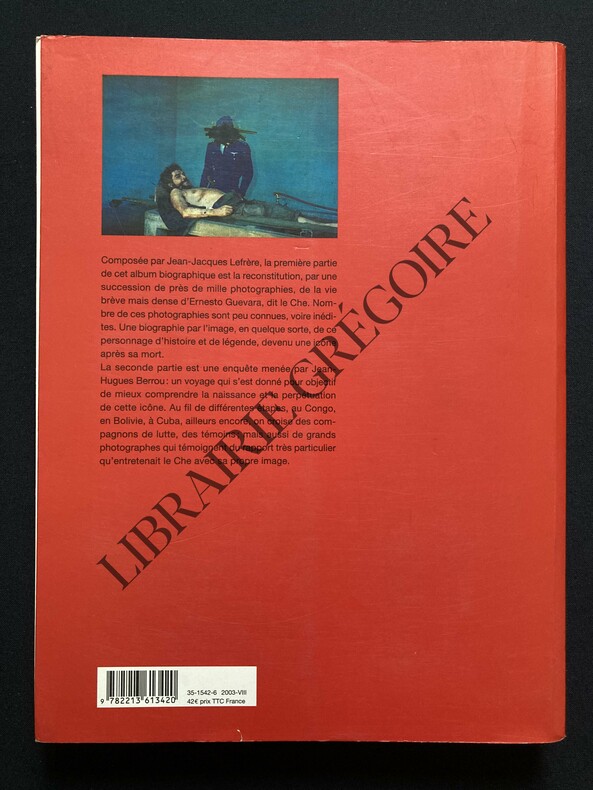 Composée par Jean-Jacques Lefrère, la première partie
de cet album biographique est la reconstitution, par une
succession de près de mille photographies, de la vie
brève mais dense d'Ernesto Guevara, dit le Che. Nom-
bre de ces photographies sont peu connues, voire inédi-
tes. Une biographie par l'image, en quelque sorte, de ce
personnage d'histoire et de légende, devenu une icône
après sa mort.
La seconde partie est une enquête menée par Jean-
Hugues Berrou : un voyage qui s'est donné pour objectif
de mieux comprendre la naissance et la perpétuation
de cette icône. Au fil de différentes étapes, au Congo,
en Bolivie, à Cuba, ailleurs encore, on croise des com-
pagnons de lutte, des témoins, mais aussi de grands
photographes qui témoignent du rapport très particulier
qu'entretenait le Che avec sa propre image.
LIBRAIRIE GRÉGOIRE
35-1542-6 2003-VIII
42€ prix TTC France
9 782213 613420